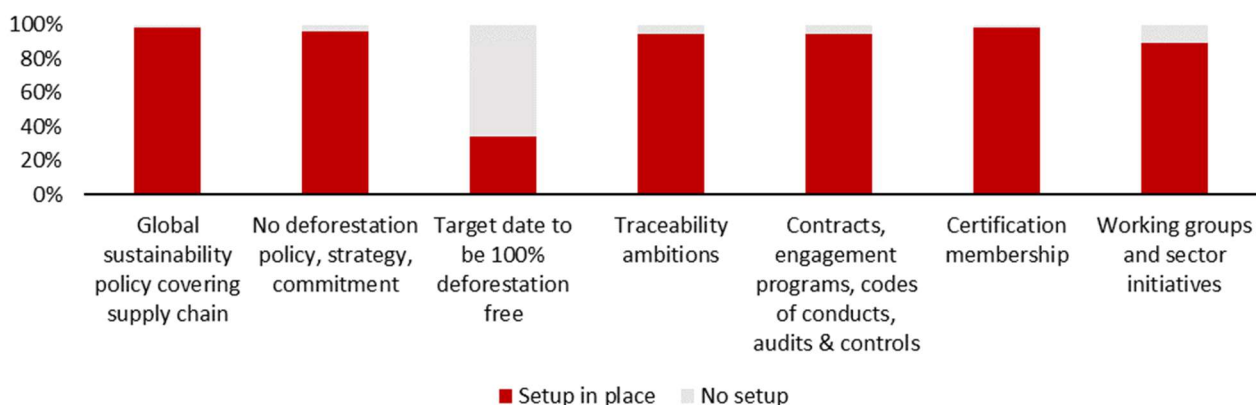 100%
80%
60%
40%
20%
0%
Global
sustainability
policy covering
supply chain
No deforestation
policy, strategy,
commitment
Target date to
be 100%
deforestation
free
Traceability
ambitions
Contracts,
engagement
programs, codes
of conducts,
audits & controls
Certification
membership
Working groups
and sector
initiatives
Setup in place
No setup